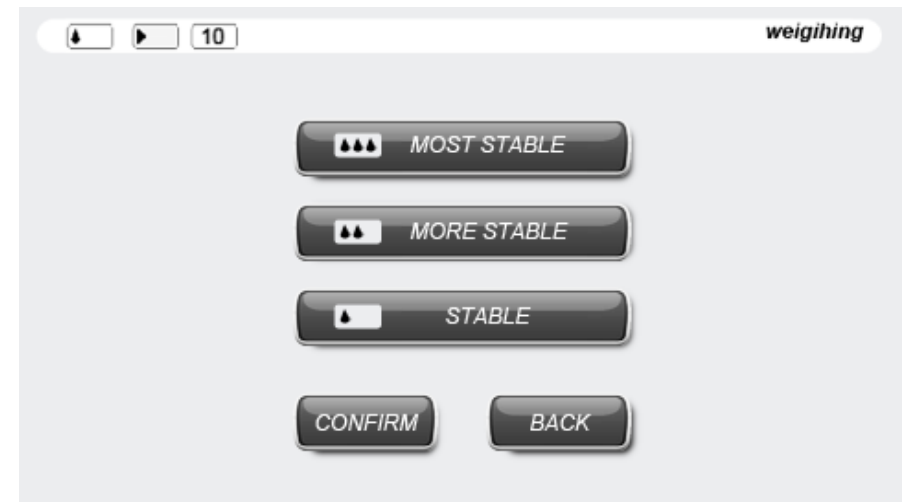 10 weigihing
MOST STABLE
MORE STABLE
STABLE
CONFIRM BACK